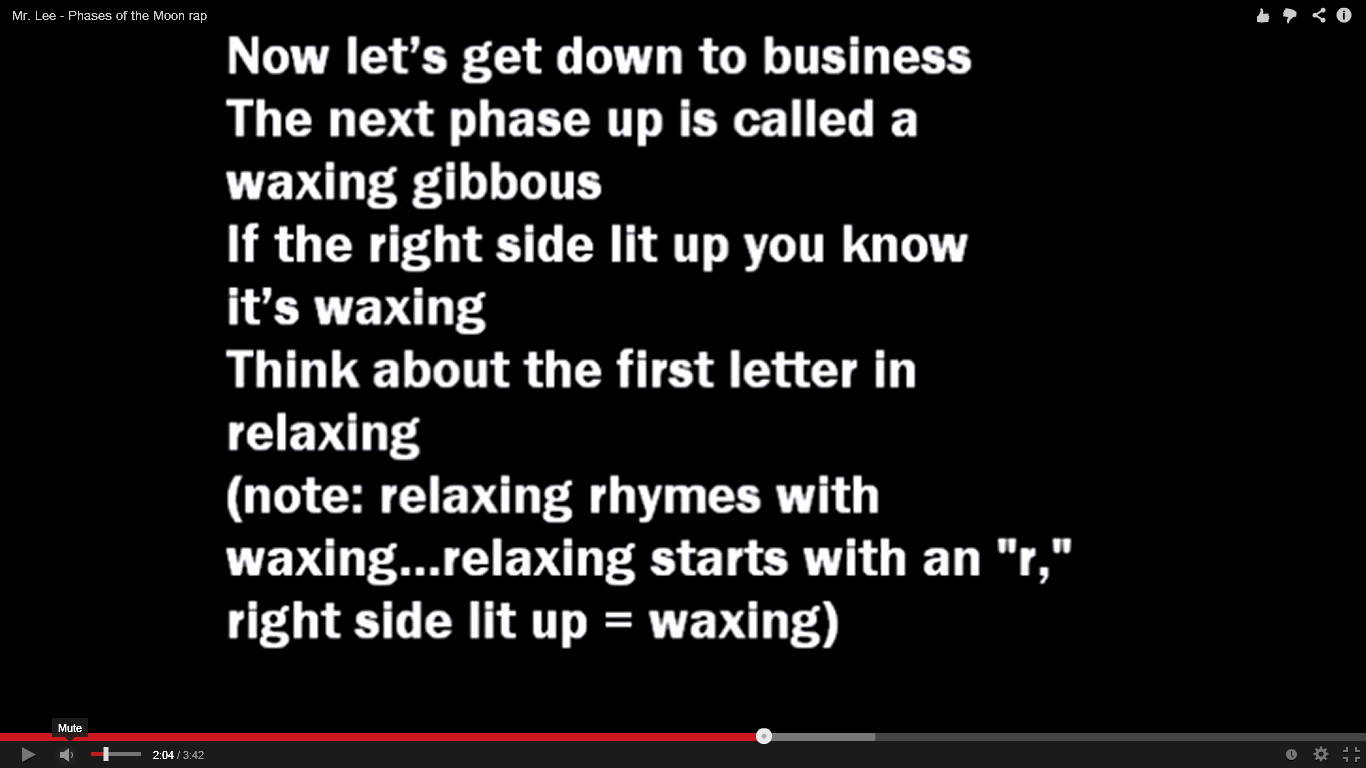 Mr. Lee - Phases of the Moon rap
Now let's get down to business
The next phase up is called a
waxing gibbous
If the right side lit up you know
it's waxing
Think about the first letter in
relaxing
(note: relaxing rhymes with
waxing...relaxing starts with an "r,"
right side lit up = waxing)
Mute
2:04 / 3:42